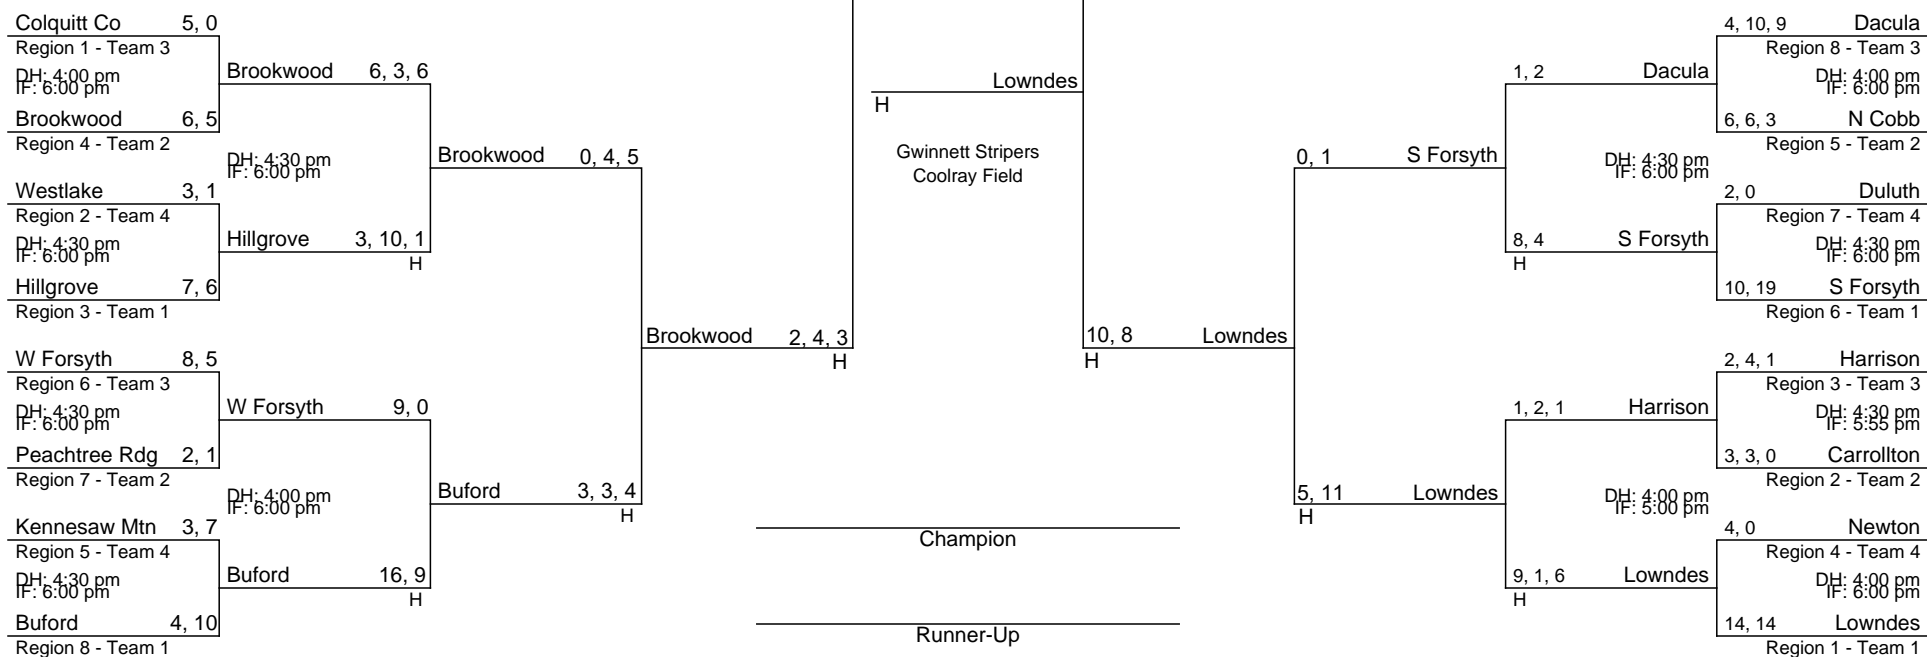 Colquitt Co 5, 0
Region 1 - Team 3
DH: 4:00 pm
IF: 6:00 pm
Brookwood 6, 5
Region 4 - Team 2
Westlake 3, 1
Region 2 - Team 4
DH: 4:30 pm
IF: 6:00 pm
Hillgrove 7, 6
Region 3 - Team 1
W Forsyth 8, 5
Region 6 - Team 3
DH: 4:30 pm
IF: 6:00 pm
Peachtree Rdg 2, 1
Region 7 - Team 2
Kennesaw Mtn 3, 7
Region 5 - Team 4
DH: 4:30 pm
IF: 6:00 pm
Buford 4, 10
Region 8 - Team 1
Brookwood 6, 3, 6
DH: 4:30 pm
IF: 6:00 pm
Hillgrove 3, 10, 1
H
W Forsyth 9, 0
DH: 4:00 pm
IF: 6:00 pm
Buford 16, 9
H
Brookwood 0, 4, 5
Buford 3, 3, 4
H
Brookwood 2, 4, 3
H
Lowndes
H
Gwinnett Stripers
Coolray Field
Champion
Runner-Up
10, 8 Lowndes
H
0, 1 S Forsyth
5, 11 Lowndes
H
1, 2 Dacula
DH: 4:30 pm
IF: 6:00 pm
8, 4 S Forsyth
H
1, 2, 1 Harrison
DH: 4:00 pm
IF: 5:00 pm
9, 1, 6 Lowndes
H
4, 10, 9 Dacula
Region 8 - Team 3
DH: 4:00 pm
IF: 6:00 pm
6, 6, 3 N Cobb
Region 5 - Team 2
2, 0 Duluth
Region 7 - Team 4
DH: 4:30 pm
IF: 6:00 pm
10, 19 S Forsyth
Region 6 - Team 1
2, 4, 1 Harrison
Region 3 - Team 3
DH: 4:30 pm
IF: 5:55 pm
3, 3, 0 Carrollton
Region 2 - Team 2
4, 0 Newton
Region 4 - Team 4
DH: 4:00 pm
IF: 6:00 pm
14, 14 Lowndes
Region 1 - Team 1